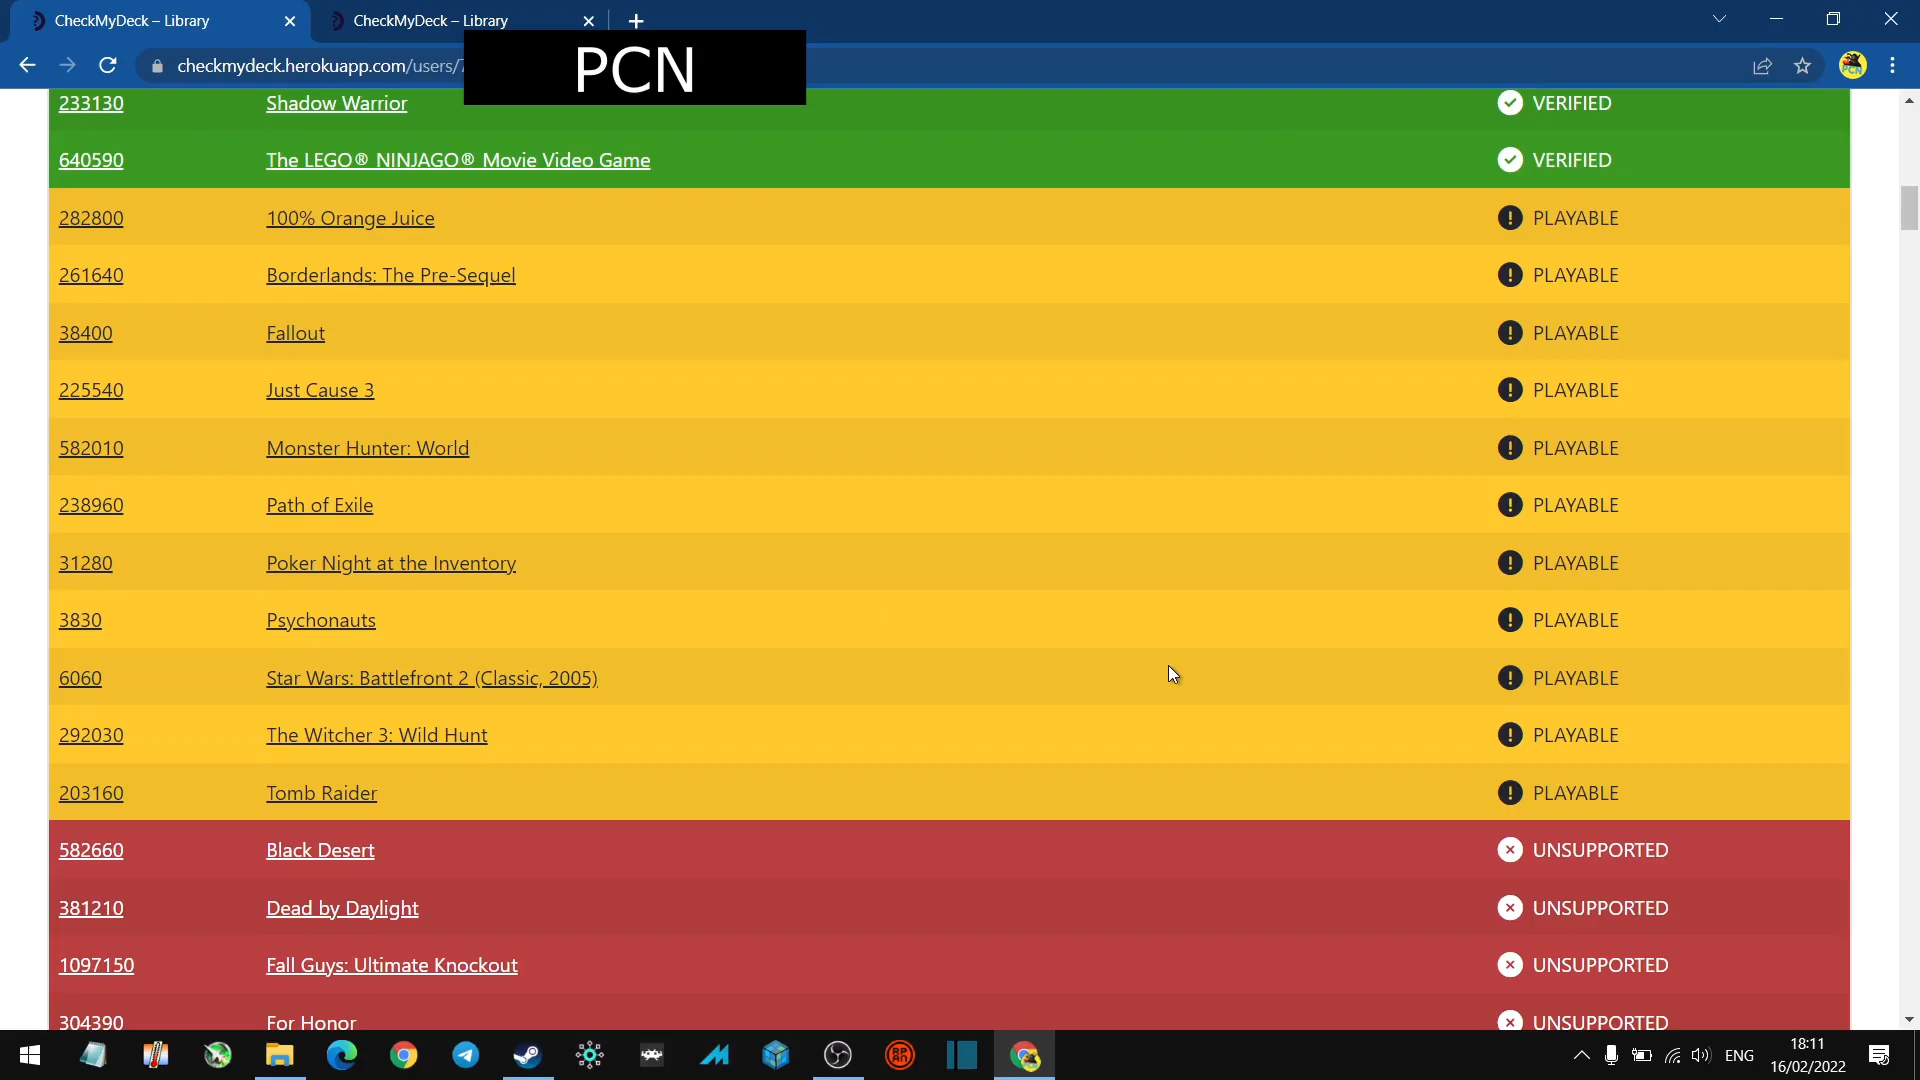 CheckMyDeck – Library
CheckMyDeck – Library
checkmydeck.herokuapp.com/users/7
PCN
233130 Shadow Warrior VERIFIED
640590 The LEGO® NINJAGO® Movie Video Game VERIFIED
282800 100% Orange Juice PLAYABLE
261640 Borderlands: The Pre-Sequel PLAYABLE
38400 Fallout PLAYABLE
225540 Just Cause 3 PLAYABLE
582010 Monster Hunter: World PLAYABLE
238960 Path of Exile PLAYABLE
31280 Poker Night at the Inventory PLAYABLE
3830 Psychonauts PLAYABLE
6060 Star Wars: Battlefront 2 (Classic, 2005) PLAYABLE
292030 The Witcher 3: Wild Hunt PLAYABLE
203160 Tomb Raider PLAYABLE
582660 Black Desert UNSUPPORTED
381210 Dead by Daylight UNSUPPORTED
1097150 Fall Guys: Ultimate Knockout UNSUPPORTED
304390 For Honor UNSUPPORTED
ENG
18:11
16/02/2022